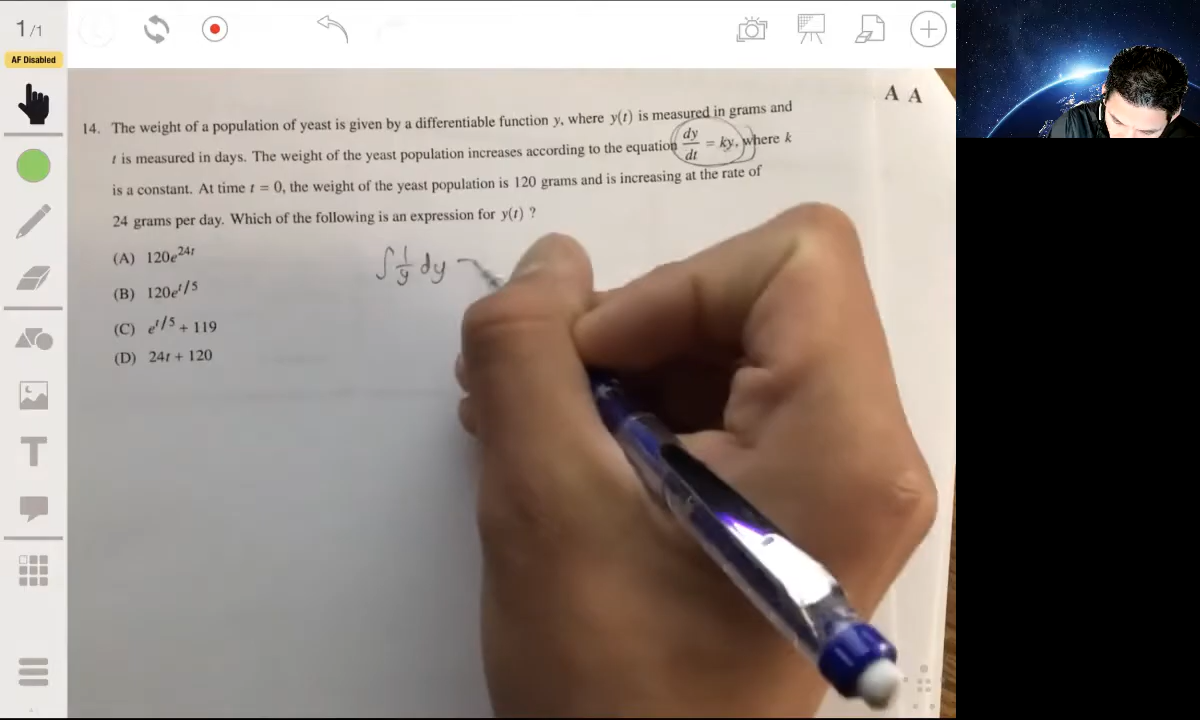 1/1
AF Disabled
A A
14. The weight of a population of yeast is given by a differentiable function y, where y(t) is measured in grams and
t is measured in days. The weight of the yeast population increases according to the equation dy/dt = ky, where k
is a constant. At time t = 0, the weight of the yeast population is 120 grams and is increasing at the rate of
24 grams per day. Which of the following is an expression for y(t) ?
(A) 120e^24t
(B) 120e^t/5
(C) e^t/5 + 119
(D) 24t + 120
∫ 1/y dy
T